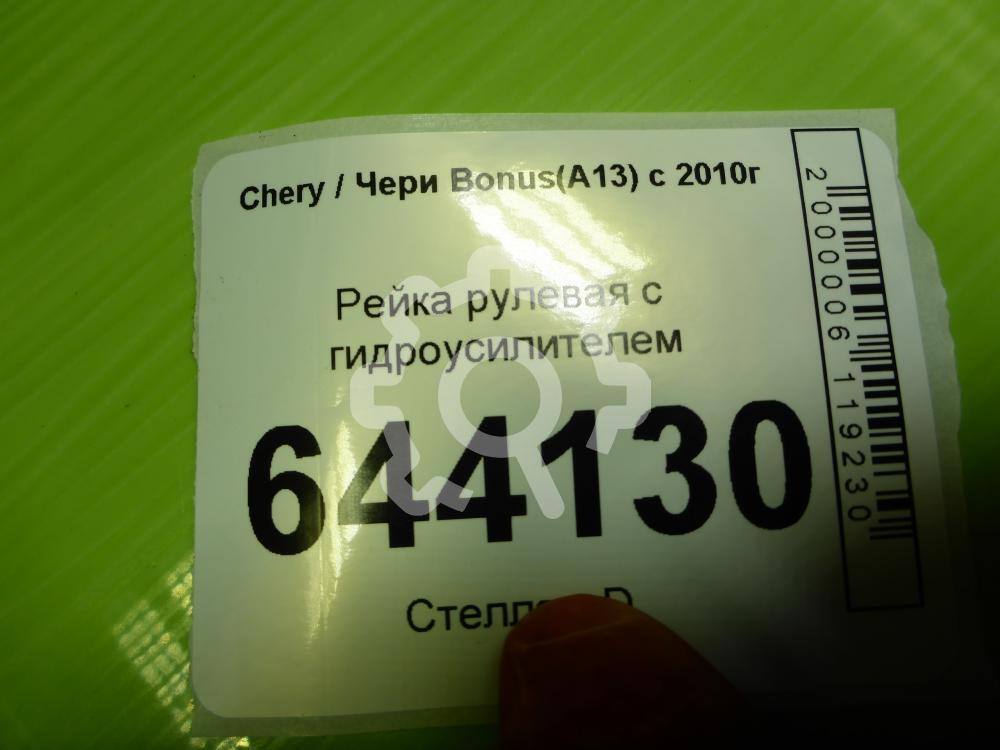 Chery / Чери Bonus(A13) с 2010г
Рейка рулевая с
гидроусилителем
644130
D
2000006119230